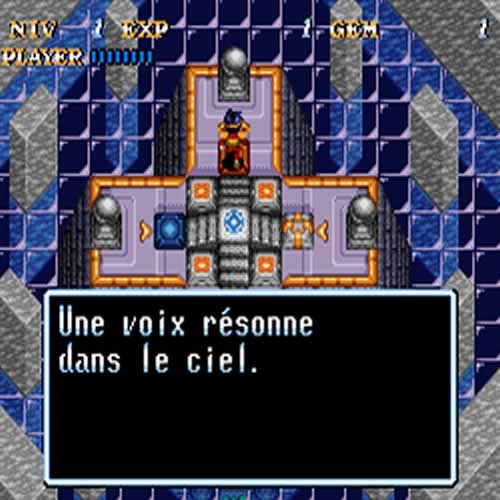 NIV 1 EXP 1 GEM 1
PLAYER
Une voix résonne
dans le ciel.